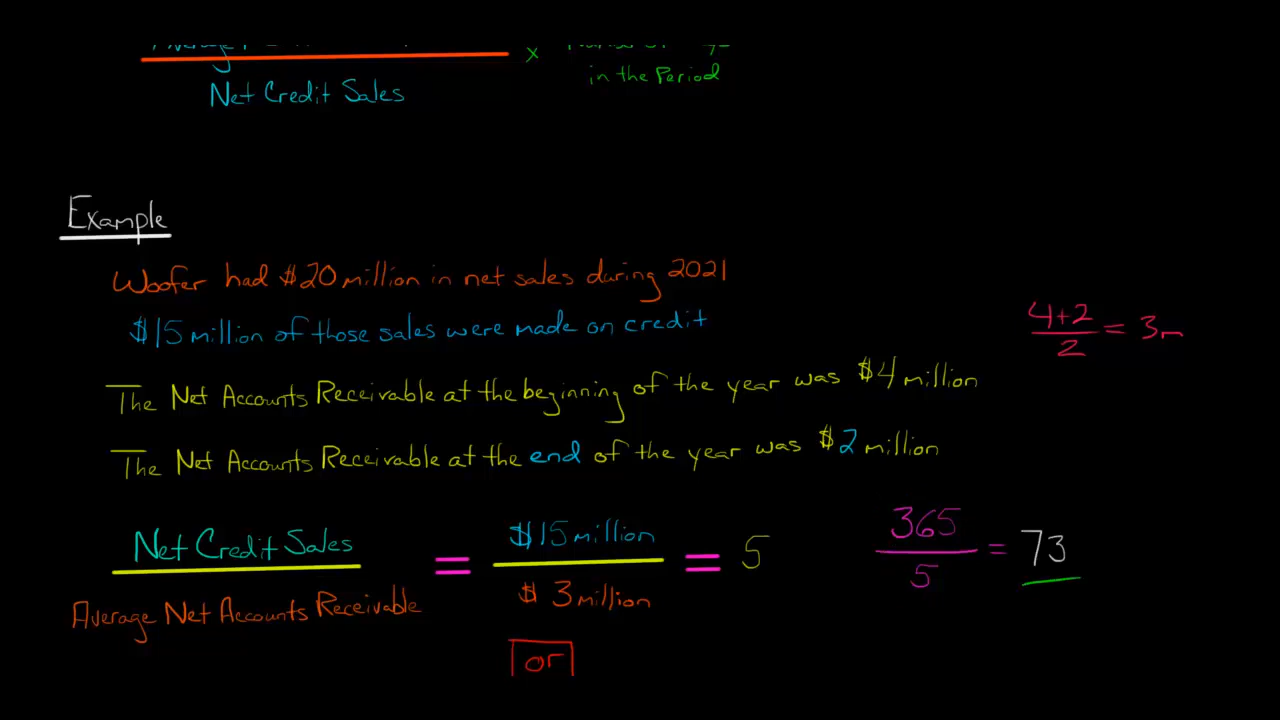 x
in the Period
Net Credit Sales
Example
Woofer had $20 million in net sales during 2021
$15 million of those sales were made on credit
4+2
2
= 3m
The Net Accounts Receivable at the beginning of the year was $4 million
The Net Accounts Receivable at the end of the year was $2 million
Net Credit Sales
Average Net Accounts Receivable
=
$15 million
$ 3 million
= 5
365
5
= 73
or